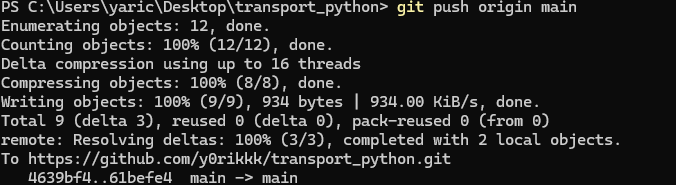 PS C:\Users\yaric\Desktop\transport_python> git push origin main
Enumerating objects: 12, done.
Counting objects: 100% (12/12), done.
Delta compression using up to 16 threads
Compressing objects: 100% (8/8), done.
Writing objects: 100% (9/9), 934 bytes | 934.00 KiB/s, done.
Total 9 (delta 3), reused 0 (delta 0), pack-reused 0 (from 0)
remote: Resolving deltas: 100% (3/3), completed with 2 local objects.
To https://github.com/y0rikkk/transport_python.git
   4639bf4..61befe4  main -> main